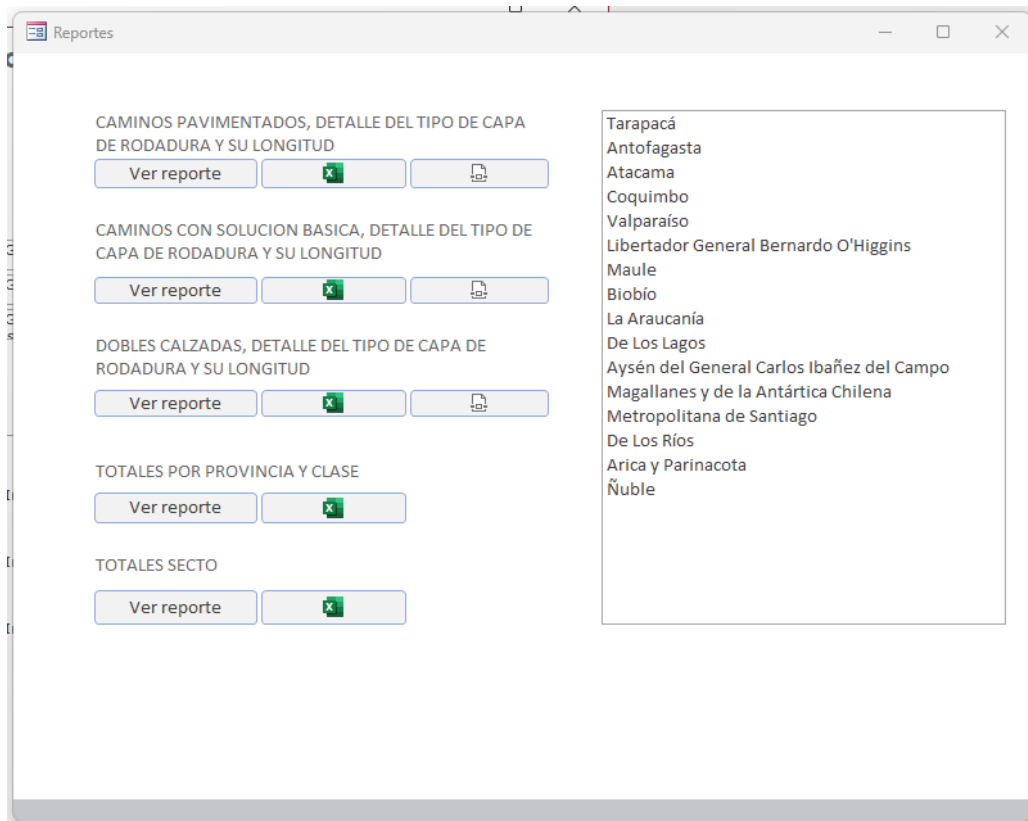 Reportes
CAMINOS PAVIMENTADOS, DETALLE DEL TIPO DE CAPA
DE RODADURA Y SU LONGITUD
Ver reporte
CAMINOS CON SOLUCION BASICA, DETALLE DEL TIPO DE
CAPA DE RODADURA Y SU LONGITUD
Ver reporte
DOBLES CALZADAS, DETALLE DEL TIPO DE CAPA DE
RODADURA Y SU LONGITUD
Ver reporte
TOTALES POR PROVINCIA Y CLASE
Ver reporte
TOTALES SECTO
Ver reporte
Tarapacá
Antofagasta
Atacama
Coquimbo
Valparaíso
Libertador General Bernardo O'Higgins
Maule
Biobío
La Araucanía
De Los Lagos
Aysén del General Carlos Ibañez del Campo
Magallanes y de la Antártica Chilena
Metropolitana de Santiago
De Los Ríos
Arica y Parinacota
Ñuble